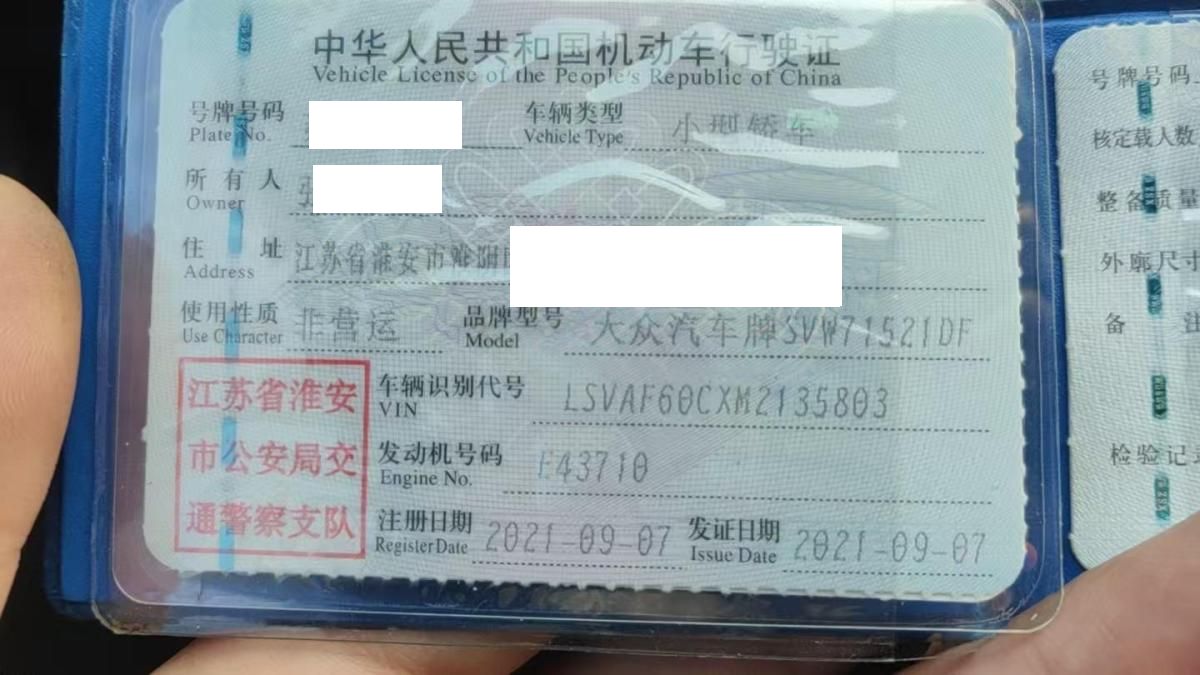 中华人民共和国机动车行驶证
Vehicle License of the People's Republic of China
号牌号码
Plate No.
车辆类型 小型轿车
Vehicle Type
所有人
Owner
住址 江苏省淮安市淮阴
Address
使用性质 非营运
Use Character
品牌型号 大众汽车牌SVW71521DF
Model
江苏省淮安
市公安局交
通警察支队
车辆识别代号 LSVAF60CXM2135803
VIN
发动机号码 E43710
Engine No.
注册日期 2021-09-07
Register Date
发证日期 2021-09-07
Issue Date
号牌号码
核定载人数
整备质量
外廓尺寸
备
检验记录